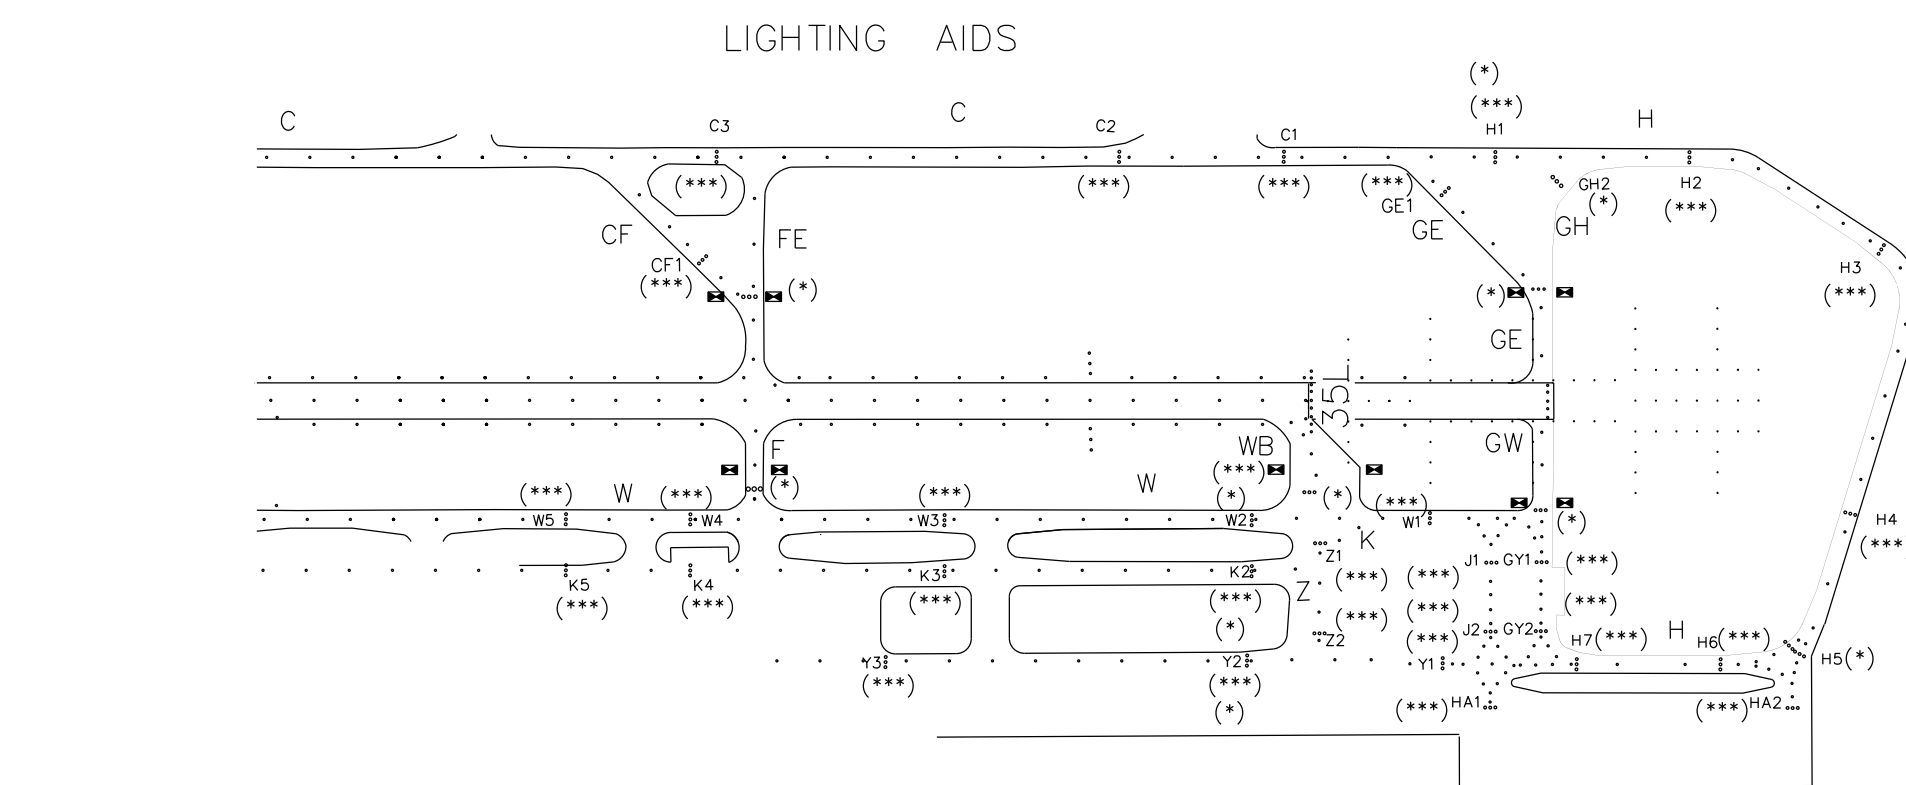 LIGHTING AIDS
(*)
(***)
C
C
C3
C2
C1
H1
H
(***)
(***)
(***)
(***)
GH2
H2
GE1
(*)
(***)
CF
FE
GE
GH
CF1
(***)
(*)
(*)
H3
(***)
GE
35L
F
WB
GW
(***)
(***)
W
(***)
(*)
(***)
W
(***)
(*)
(*)
W5
W4
W3
W2
W1
(*)
H4
(***
K
Z1
J1
GY1
(***)
K5
K4
K3
K2
(***)
(***)
(***)
(***)
(***)
(***)
Z
(***)
(***)
(***)
(*)
J2
GY2
H
Z2
(***)
H7(***)
H6(***)
Y3
Y2
Y1
H5(*)
(***)
(***)
(*)
(***)
HA1
(***)
HA2